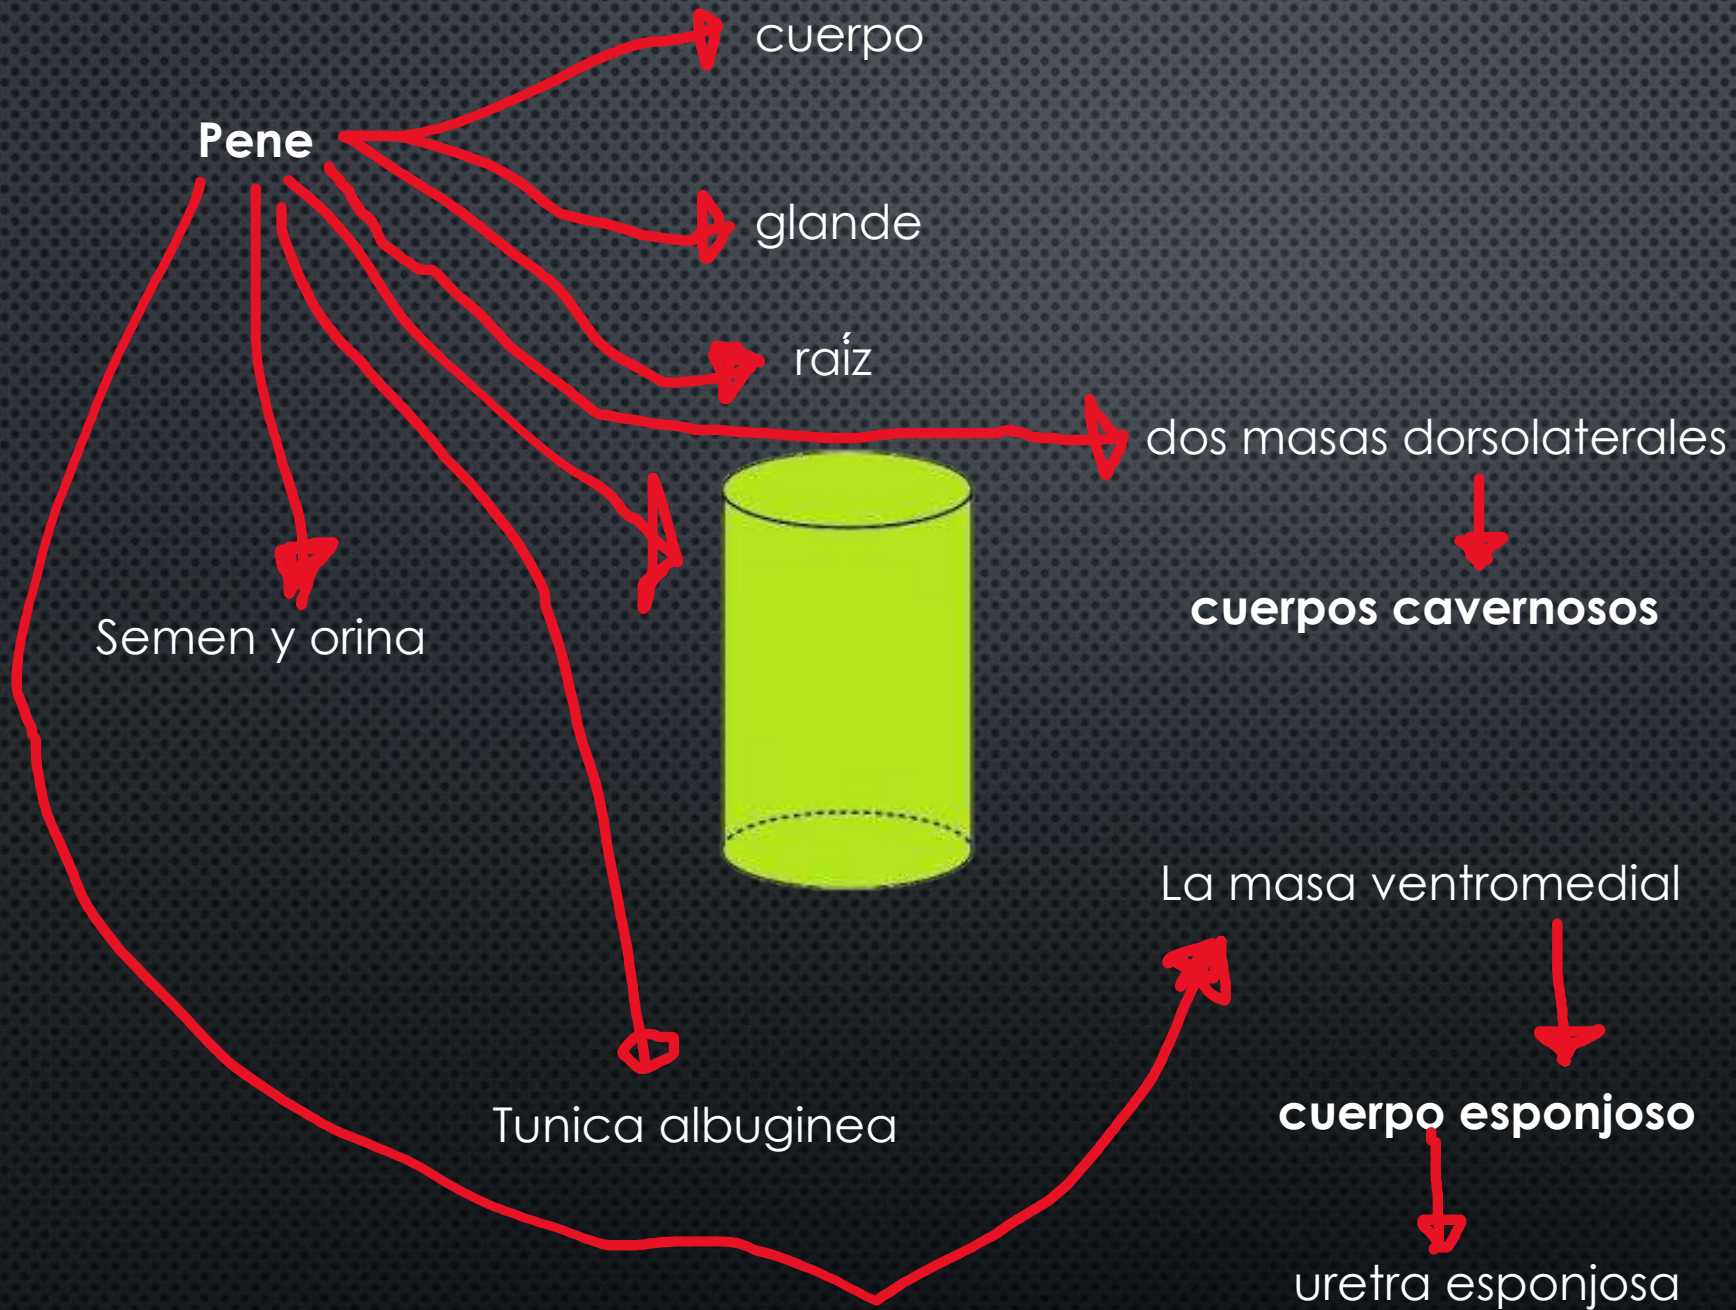 cuerpo
Pene
glande
raíz
dos masas dorsolaterales
cuerpos cavernosos
Semen y orina
La masa ventromedial
Tunica albuginea
cuerpo esponjoso
uretra esponjosa